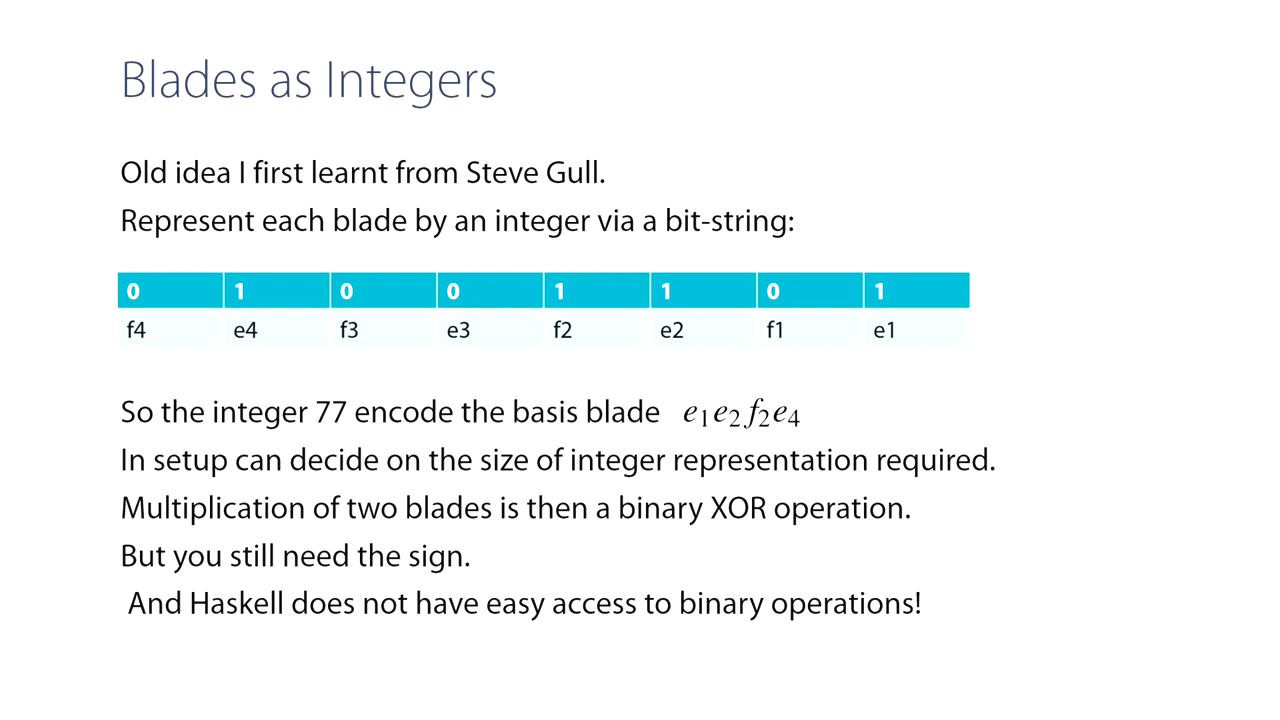 Blades as Integers
Old idea I first learnt from Steve Gull.
Represent each blade by an integer via a bit-string:
0 1 0 0 1 1 0 1
f4 e4 f3 e3 f2 e2 f1 e1
So the integer 77 encode the basis blade e₁e₂f₂e₄
In setup can decide on the size of integer representation required.
Multiplication of two blades is then a binary XOR operation.
But you still need the sign.
And Haskell does not have easy access to binary operations!